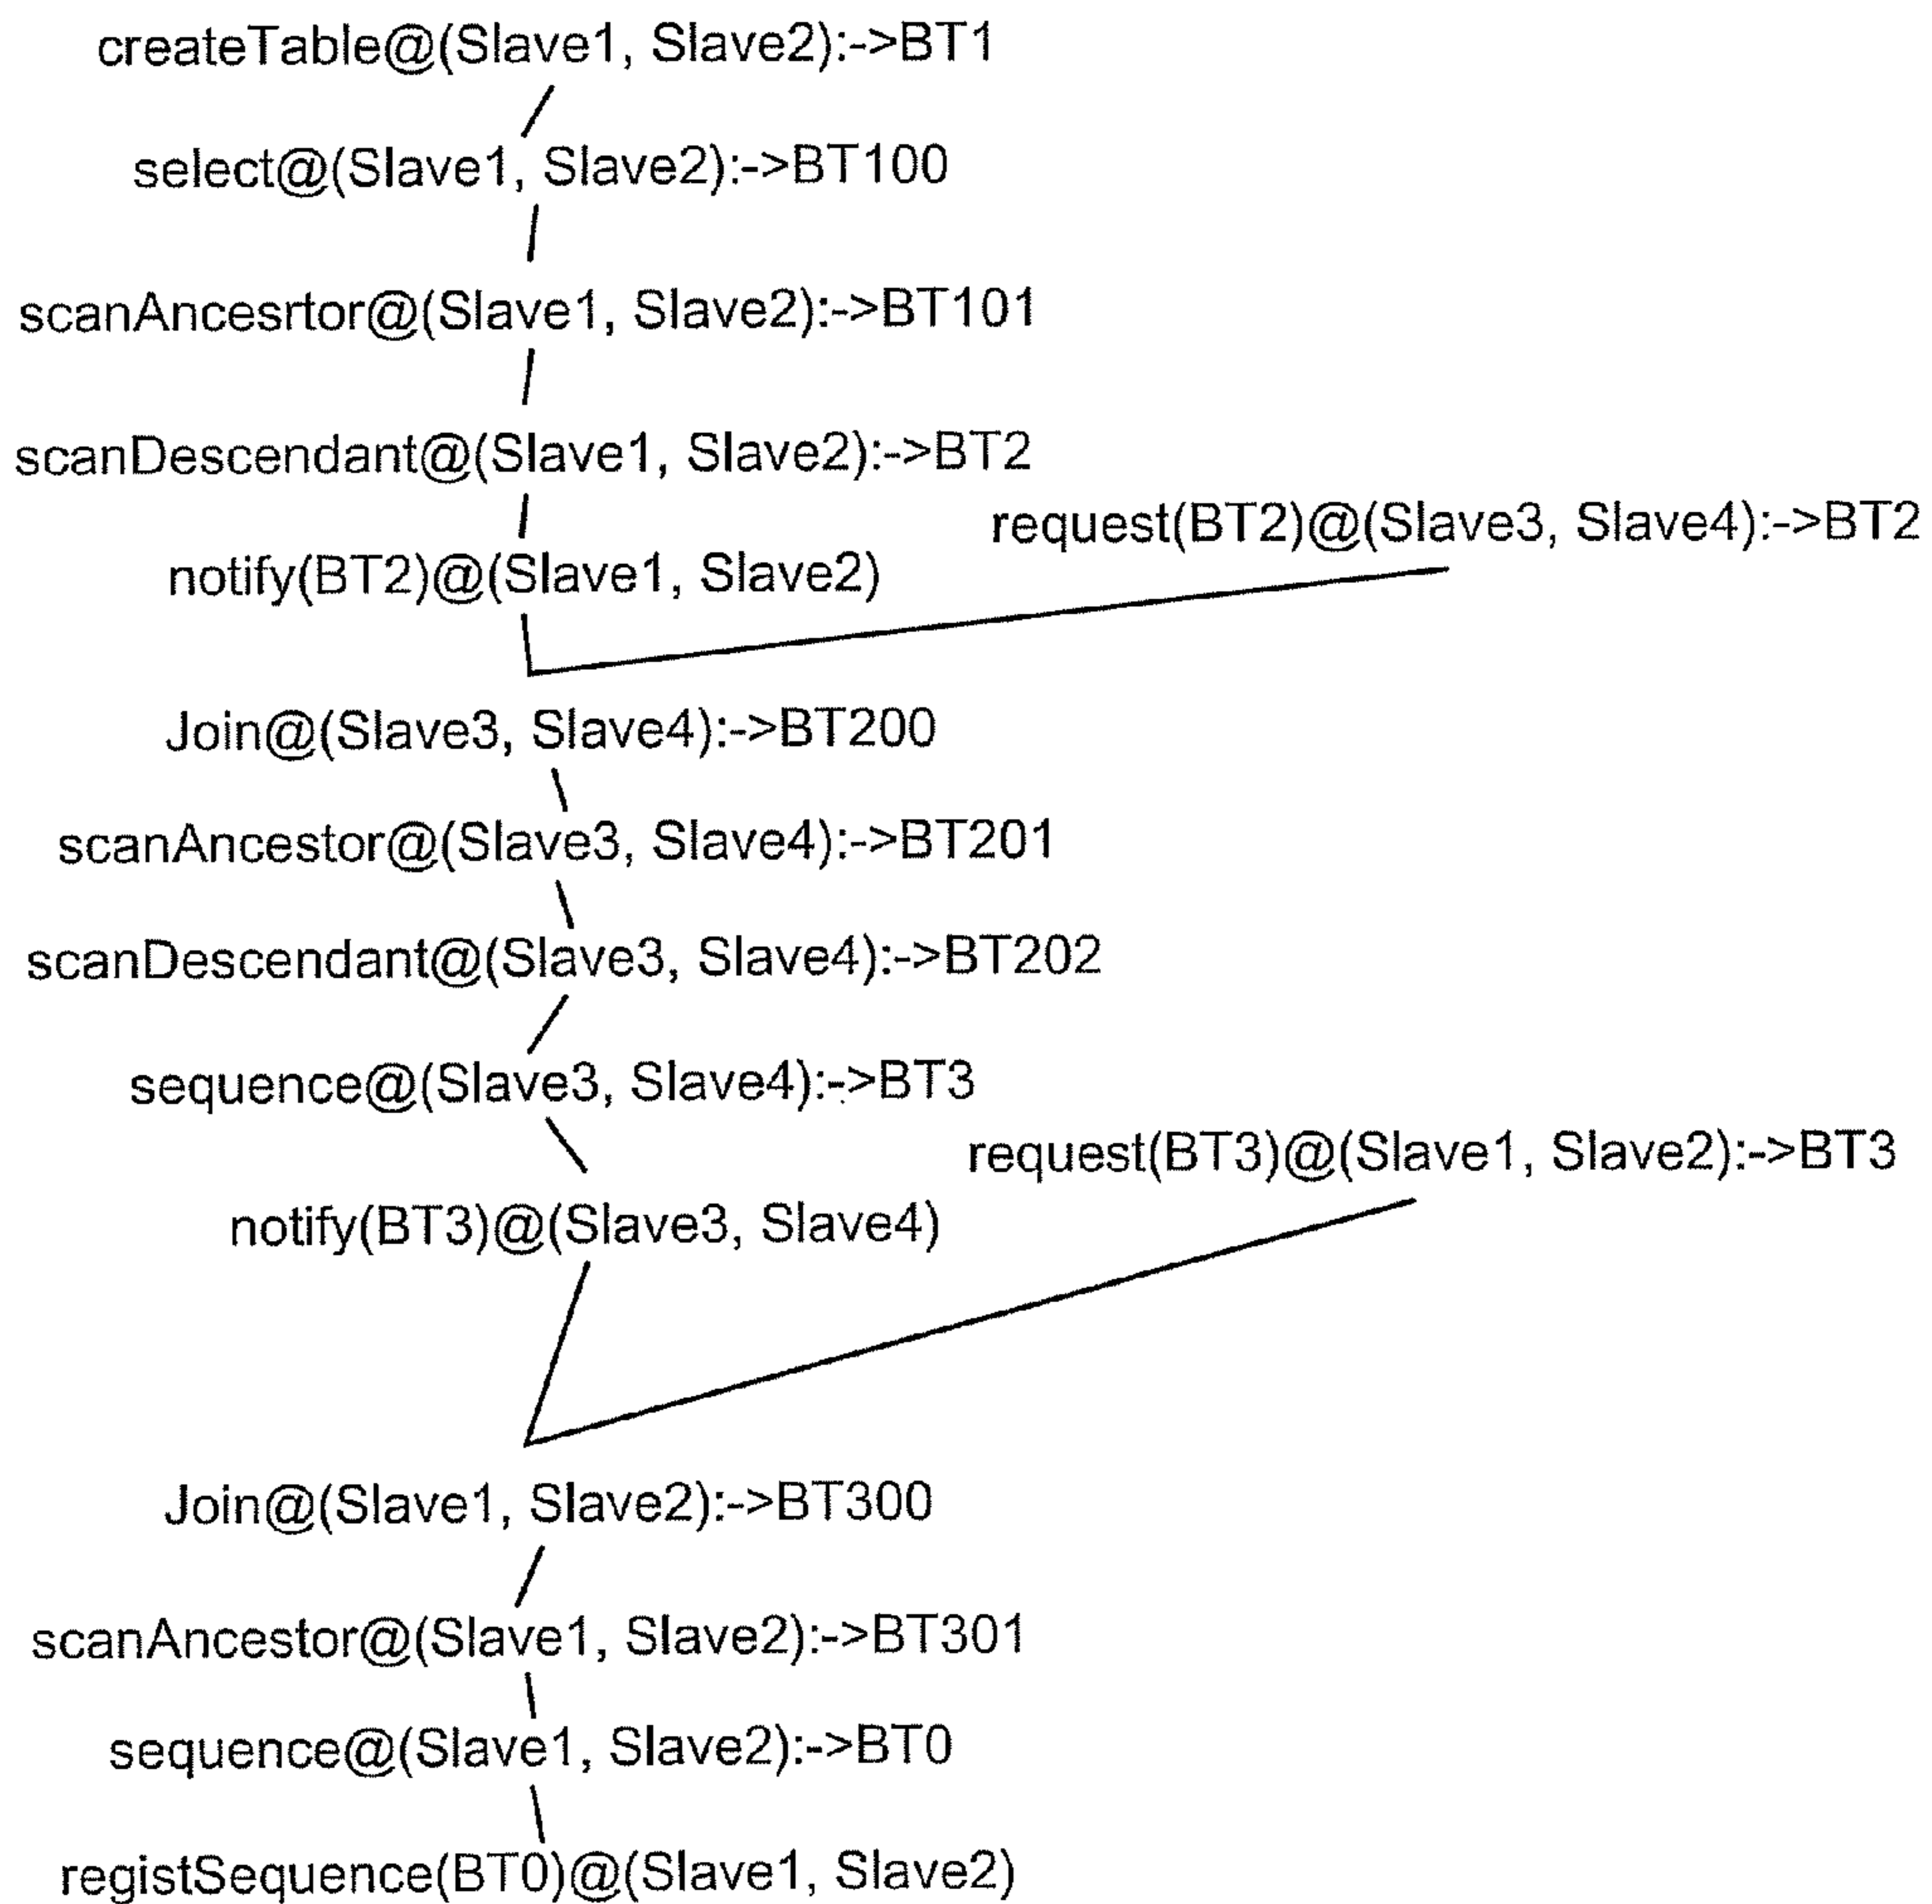 createTable@(Slave1, Slave2):->BT1
select@(Slave1, Slave2):->BT100
scanAncesrtor@(Slave1, Slave2):->BT101
scanDescendant@(Slave1, Slave2):->BT2
request(BT2)@(Slave3, Slave4):->BT2
notify(BT2)@(Slave1, Slave2)
Join@(Slave3, Slave4):->BT200
scanAncestor@(Slave3, Slave4):->BT201
scanDescendant@(Slave3, Slave4):->BT202
sequence@(Slave3, Slave4):->BT3
request(BT3)@(Slave1, Slave2):->BT3
notify(BT3)@(Slave3, Slave4)
Join@(Slave1, Slave2):->BT300
scanAncestor@(Slave1, Slave2):->BT301
sequence@(Slave1, Slave2):->BT0
registSequence(BT0)@(Slave1, Slave2)